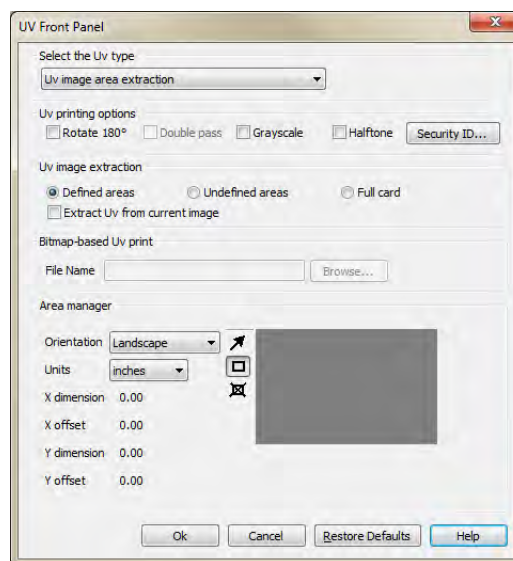 UV Front Panel
Select the Uv type
Uv image area extraction
Uv printing options
Rotate 180° Double pass Grayscale Halftone Security ID...
Uv image extraction
Defined areas Undefined areas Full card
Extract Uv from current image
Bitmap-based Uv print
File Name Browse...
Area manager
Orientation Landscape
Units inches
X dimension 0.00
X offset 0.00
Y dimension 0.00
Y offset 0.00
Ok Cancel Restore Defaults Help